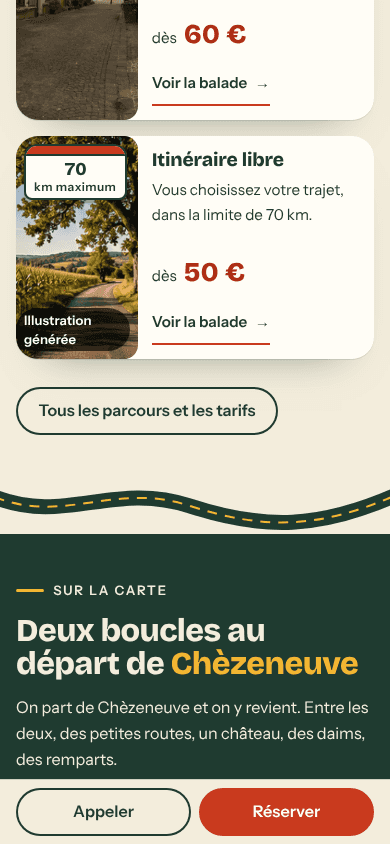 dès 60 €
Voir la balade →
70
km maximum
Illustration
générée
Itinéraire libre
Vous choisissez votre trajet,
dans la limite de 70 km.
dès 50 €
Voir la balade →
Tous les parcours et les tarifs
SUR LA CARTE
Deux boucles au
départ de Chèzeneuve
On part de Chèzeneuve et on y revient. Entre les
deux, des petites routes, un château, des daims,
des remparts.
Appeler
Réserver